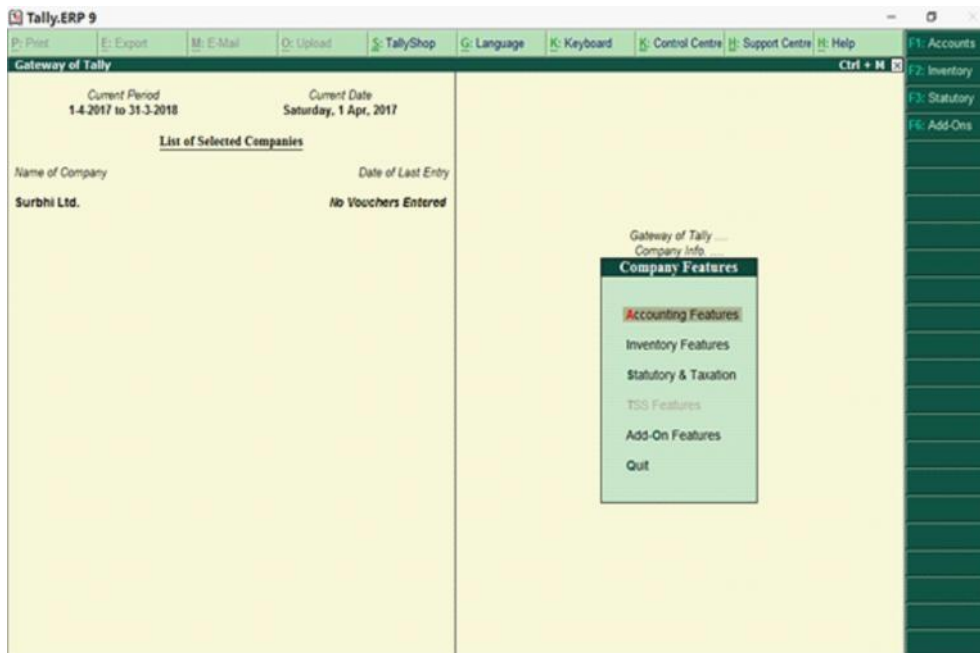 Tally.ERP 9
P: Print E: Export M: E-Mail O: Upload S: TallyShop G: Language K: Keyboard K: Control Centre H: Support Centre H: Help F1: Accounts
Gateway of Tally Ctrl + M
F2: Inventory
Current Period Current Date
1-4-2017 to 31-3-2018 Saturday, 1 Apr, 2017
F3: Statutory
F6: Add-Ons
List of Selected Companies
Name of Company Date of Last Entry
Surbhi Ltd. No Vouchers Entered
Gateway of Tally ....
Company Info. ....
Company Features
Accounting Features
Inventory Features
Statutory & Taxation
TSS Features
Add-On Features
Quit